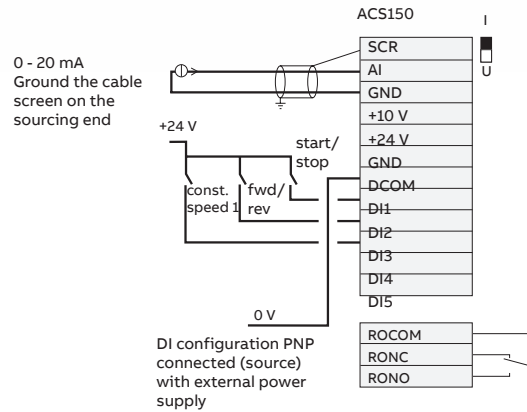 ACS150
I
U
0 - 20 mA
Ground the cable
screen on the
sourcing end
SCR
AI
GND
+10 V
+24 V
GND
DCOM
DI1
DI2
DI3
DI4
DI5
+24 V
start/
stop
const.
speed 1
fwd/
rev
0 V
DI configuration PNP
connected (source)
with external power
supply
ROCOM
RONC
RONO